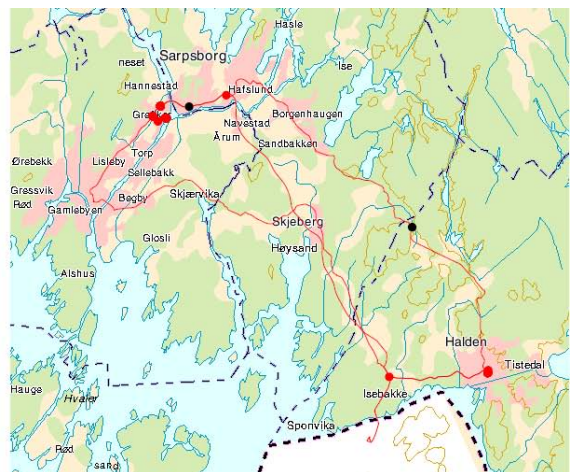 Hasle
Sarpsborg
neset
Ise
Hannestad
Hafslund
Gre
Borgenhaugen
Navestad
Årum
Sandbakken
Torp
Lisleby
Ørebekk
Sellebakk
Gressvik
Rød
Begby
Skjærvika
Gamlebyen
Skjeberg
Glosli
Høysand
Alshus
Halden
Tistedal
Isebakke
Hauge
Hvaler
Sponvika
Rød
sand